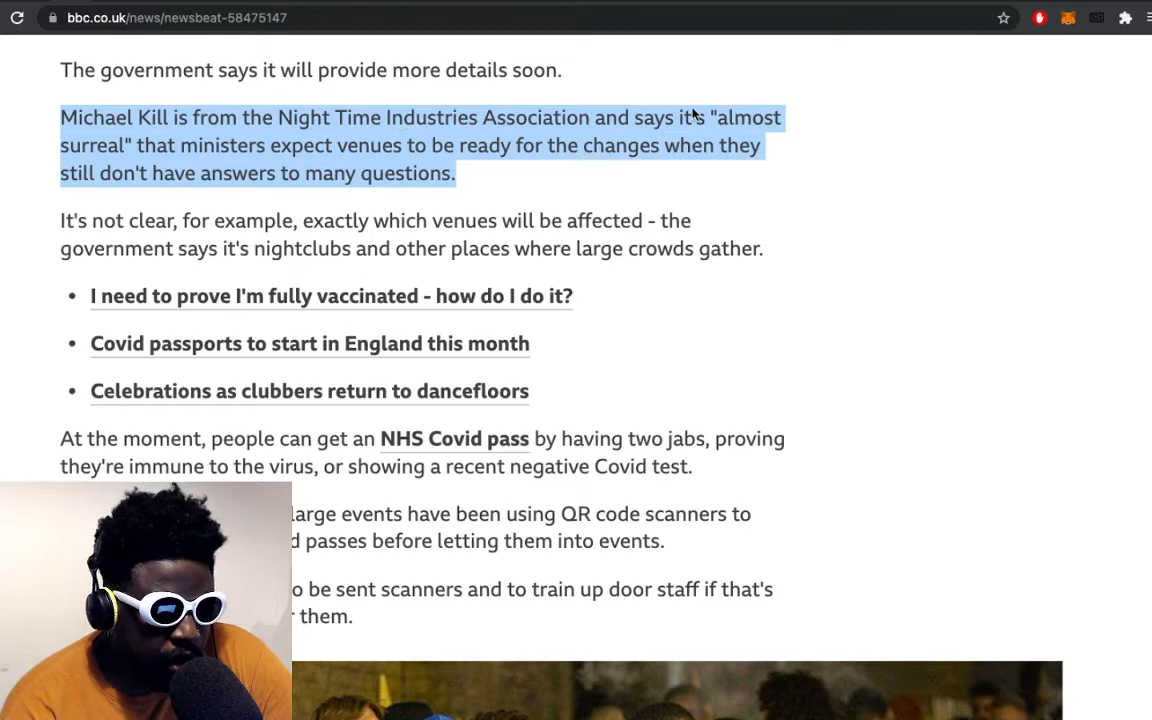 bbc.co.uk/news/newsbeat-58475147
The government says it will provide more details soon.
Michael Kill is from the Night Time Industries Association and says it's "almost
surreal" that ministers expect venues to be ready for the changes when they
still don't have answers to many questions.
It's not clear, for example, exactly which venues will be affected - the
government says it's nightclubs and other places where large crowds gather.
• I need to prove I'm fully vaccinated - how do I do it?
• Covid passports to start in England this month
• Celebrations as clubbers return to dancefloors
At the moment, people can get an NHS Covid pass by having two jabs, proving
they're immune to the virus, or showing a recent negative Covid test.
large events have been using QR code scanners to
passes before letting them into events.
o be sent scanners and to train up door staff if that's
them.